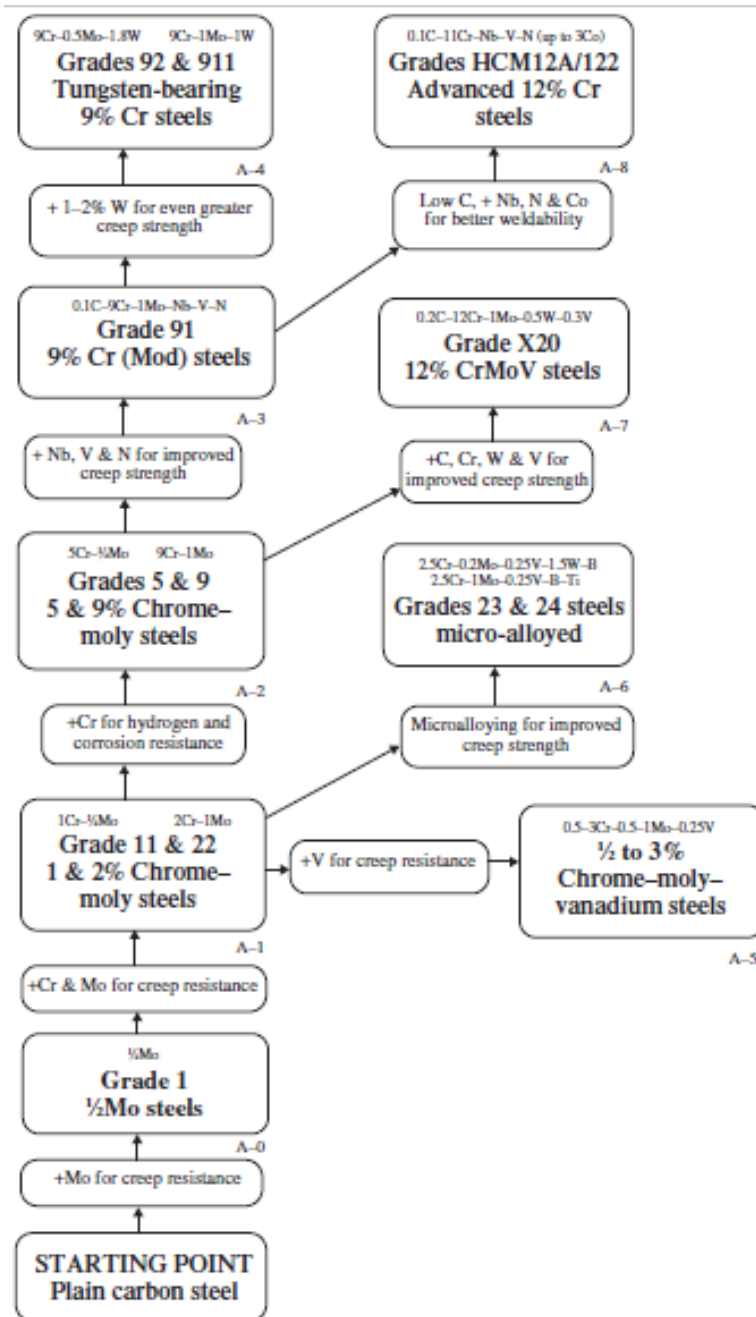 9Cr–0.5Mo–1.8W 9Cr–1Mo–1W
Grades 92 & 911
Tungsten-bearing
9% Cr steels
A–4
0.1C–11Cr–Nb–V–N (up to 3Co)
Grades HCM12A/122
Advanced 12% Cr
steels
A–8
+ 1–2% W for even greater
creep strength
Low C, + Nb, N & Co
for better weldability
0.1C–9Cr–1Mo–Nb–V–N
Grade 91
9% Cr (Mod) steels
A–3
0.2C–12Cr–1Mo–0.5W–0.3V
Grade X20
12% CrMoV steels
A–7
+ Nb, V & N for improved
creep strength
+C, Cr, W & V for
improved creep strength
5Cr–½Mo 9Cr–1Mo
Grades 5 & 9
5 & 9% Chrome–
moly steels
A–2
2.5Cr–0.2Mo–0.25V–1.5W–B
2.5Cr–1Mo–0.25V–B–Ti
Grades 23 & 24 steels
micro-alloyed
A–6
+Cr for hydrogen and
corrosion resistance
Microalloying for improved
creep strength
1Cr–½Mo 2Cr–1Mo
Grade 11 & 22
1 & 2% Chrome–
moly steels
A–1
+V for creep resistance
0.5–3Cr–0.5–1Mo–0.25V
½ to 3%
Chrome–moly–
vanadium steels
A–5
+Cr & Mo for creep resistance
½Mo
Grade 1
½Mo steels
A–0
+Mo for creep resistance
STARTING POINT
Plain carbon steel